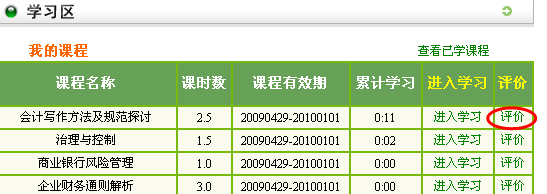 学习区
我的课程 查看已学课程
课程名称 课时数 课程有效期 累计学习 进入学习 评价
会计写作方法及规范探讨 2.5 20090429-20100101 0:11 进入学习 评价
治理与控制 1.5 20090429-20100101 0:02 进入学习 评价
商业银行风险管理 1.0 20090429-20100101 0:00 进入学习 评价
企业财务通则解析 3.0 20090429-20100101 0:00 进入学习 评价